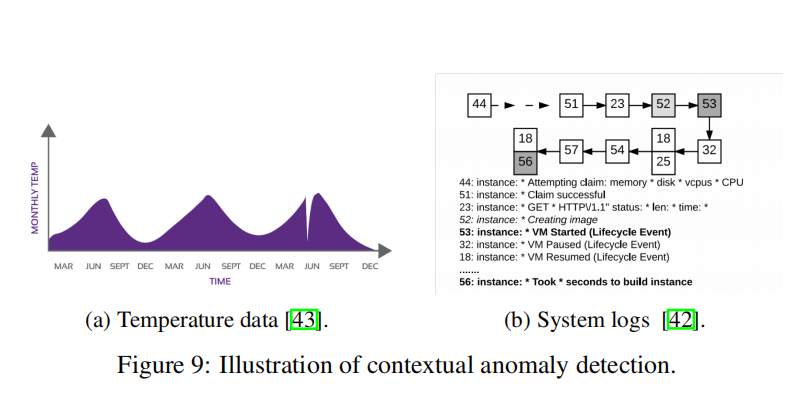 MONTHLY TEMP
MAR JUN SEPT DEC MAR JUN SEPT DEC MAR JUN SEPT DEC
TIME
44 51 23 52 53
18
56 57 54 18
25 32
44: instance: * Attempting claim: memory * disk * vcpus * CPU
51: instance: * Claim successful
23: instance: * GET * HTTP\/1.1" status: * len: * time: *
52: instance: * Creating image
53: instance: * VM Started (Lifecycle Event)
32: instance: * VM Paused (Lifecycle Event)
18: instance: * VM Resumed (Lifecycle Event)
.......
56: instance: * Took * seconds to build instance
(a) Temperature data [43].
(b) System logs [42].
Figure 9: Illustration of contextual anomaly detection.